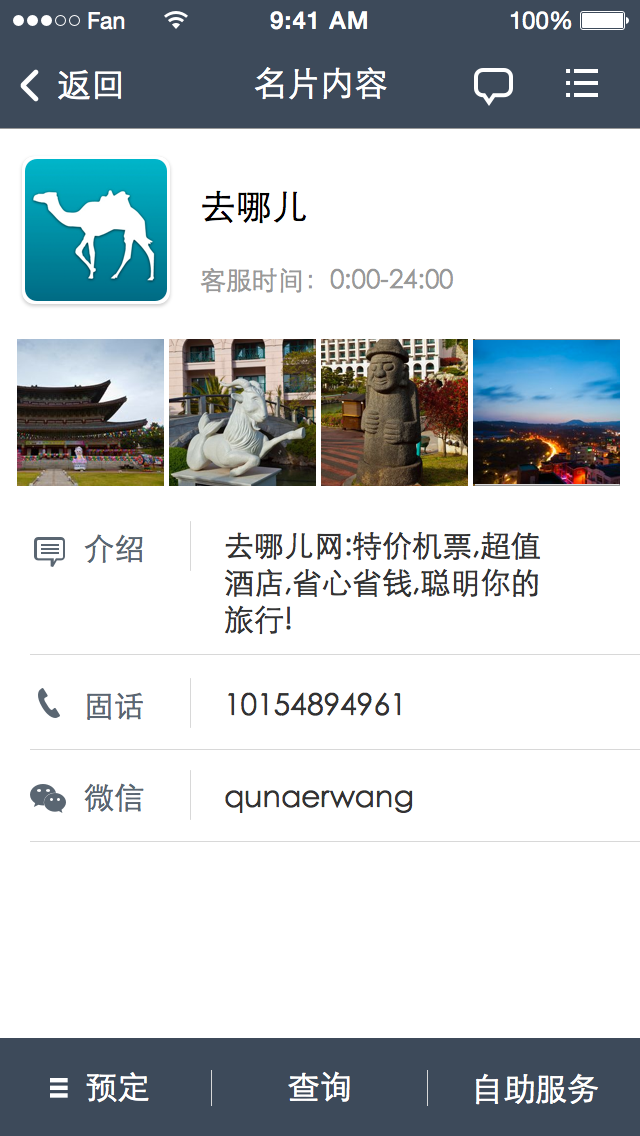 Fan 9:41 AM 100%
返回 名片内容
去哪儿
客服时间：0:00-24:00
介绍 去哪儿网:特价机票,超值
酒店,省心省钱,聪明你的
旅行!
固话 10154894961
微信 qunaerwang
预定 查询 自助服务